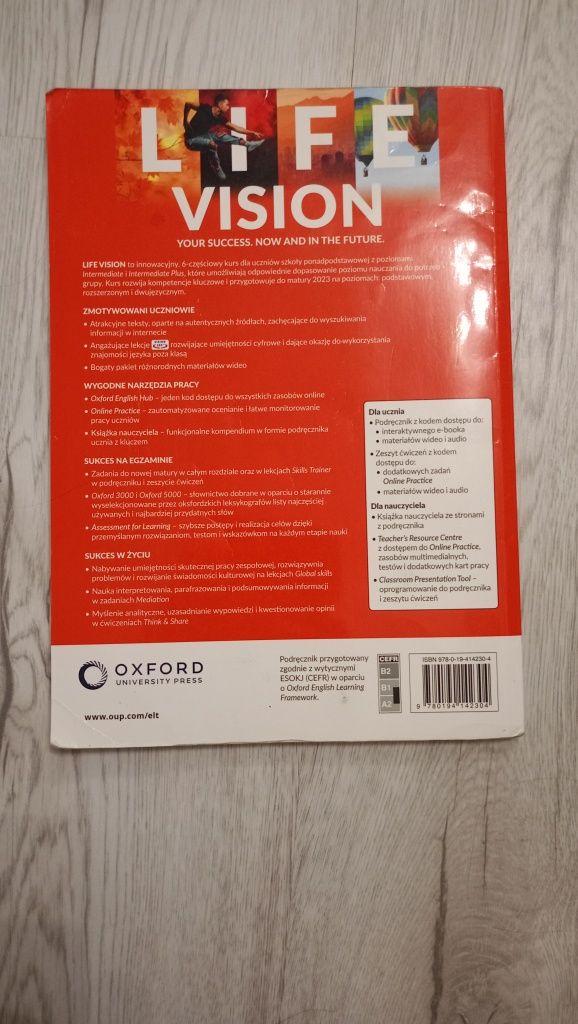 LIFE
VISION
YOUR SUCCESS. NOW AND IN THE FUTURE.
LIFE VISION to innowacyjny, 6-częściowy kurs dla uczniów szkoły ponadpodstawowej z poziomami
Intermediate i Intermediate Plus, które umożliwiają odpowiednie dopasowanie poziomu nauczania do potrzeb
grupy. Kurs rozwija kompetencje kluczowe i przygotowuje do matury 2023 na poziomach: podstawowym,
rozszerzonym i dwujęzycznym.
ZMOTYWOWANI UCZNIOWIE
• Atrakcyjne teksty, oparte na autentycznych źródłach, zachęcające do wyszukiwania
informacji w internecie
• Angażujące lekcje rozwijające umiejętności cyfrowe i dające okazję do wykorzystania
znajomości języka poza klasą
• Bogaty pakiet różnorodnych materiałów wideo
WYGODNE NARZĘDZIA PRACY
• Oxford English Hub – jeden kod dostępu do wszystkich zasobów online
• Online Practice – zautomatyzowane ocenianie i łatwe monitorowanie
pracy uczniów
• Książka nauczyciela – funkcjonalne kompendium w formie podręcznika
ucznia z kluczem
SUKCES NA EGZAMINIE
• Zadania do nowej matury w całym rozdziale oraz w lekcjach Skills Trainer
w podręczniku i zeszycie ćwiczeń
• Oxford 3000 i Oxford 5000 – słownictwo dobrane w oparciu o starannie
wyselekcjonowane przez oksfordzkich leksykografów listy najczęściej
używanych i najbardziej przydatnych słów
• Assessment for Learning – szybsze postępy i realizacja celów dzięki
przemyślanym rozwiązaniom, testom i wskazówkom na każdym etapie nauki
SUKCES W ŻYCIU
• Nabywanie umiejętności skutecznej pracy zespołowej, rozwiązywnia
problemów i rozwijanie świadomości kulturowej na lekcjach Global skills
• Nauka interpretowania, parafrazowania i podsumowywania informacji
w zadaniach Mediation
• Myślenie analityczne, uzasadnianie wypowiedzi i kwestionowanie opinii
w ćwiczeniach Think & Share
Dla ucznia
• Podręcznik z kodem dostępu do:
• interaktywnego e-booka
• materiałów wideo i audio
• Zeszyt ćwiczeń z kodem
dostępu do:
• dodatkowych zadań
Online Practice
• materiałów wideo i audio
Dla nauczyciela
• Książka nauczyciela ze stronami
z podręcznika
• Teacher's Resource Centre
z dostępem do Online Practice,
zasobów multimedialnych,
testów i dodatkowych kart pracy
• Classroom Presentation Tool –
oprogramowanie do podręcznika
i zeszytu ćwiczeń
OXFORD
UNIVERSITY PRESS
www.oup.com/elt
Podręcznik przygotowany
zgodnie z wytycznymi
ESOKJ (CEFR) w oparciu
o Oxford English Learning
Framework.
CEFR
B2
B1
A2
ISBN 978-0-19-414230-4
9 780194 142304